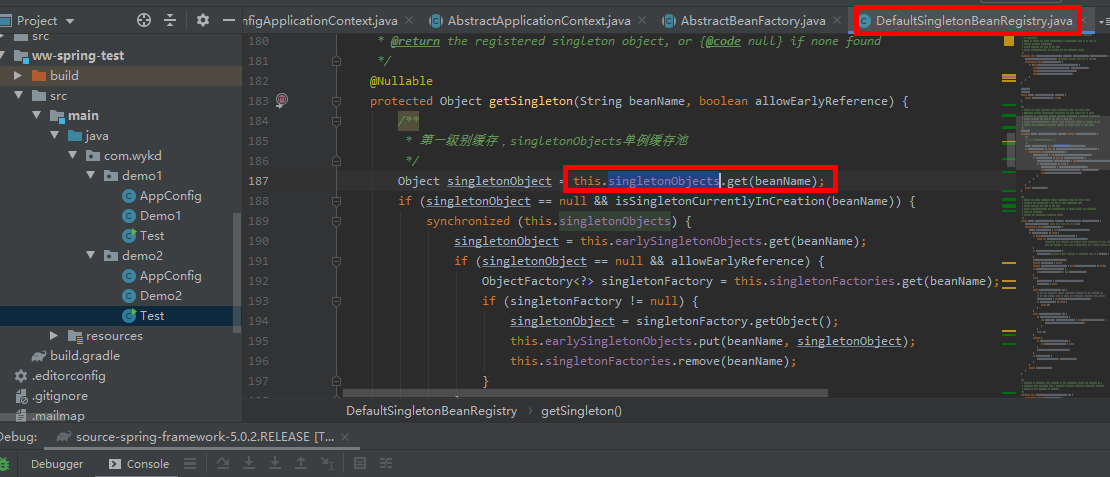 Project
nfigApplicationContext.java
AbstractApplicationContext.java
AbstractBeanFactory.java
DefaultSingletonBeanRegistry.java
src
ww-spring-test
build
src
main
java
com.wykd
demo1
AppConfig
Demo1
Test
demo2
AppConfig
Demo2
Test
resources
build.gradle
.editorconfig
.gitignore
.mailmap
180 * @return the registered singleton object, or {@code null} if none found
181 */
182 @Nullable
183 protected Object getSingleton(String beanName, boolean allowEarlyReference) {
184 /**
185 * 第一级别缓存，singletonObjects单例缓存池
186 */
187 Object singletonObject = this.singletonObjects.get(beanName);
188 if (singletonObject == null && isSingletonCurrentlyInCreation(beanName)) {
189 synchronized (this.singletonObjects) {
190 singletonObject = this.earlySingletonObjects.get(beanName);
191 if (singletonObject == null && allowEarlyReference) {
192 ObjectFactory<?> singletonFactory = this.singletonFactories.get(beanName);
193 if (singletonFactory != null) {
194 singletonObject = singletonFactory.getObject();
195 this.earlySingletonObjects.put(beanName, singletonObject);
196 this.singletonFactories.remove(beanName);
197 }
DefaultSingletonBeanRegistry › getSingleton()
Debug: source-spring-framework-5.0.2.RELEASE [T...
Debugger Console